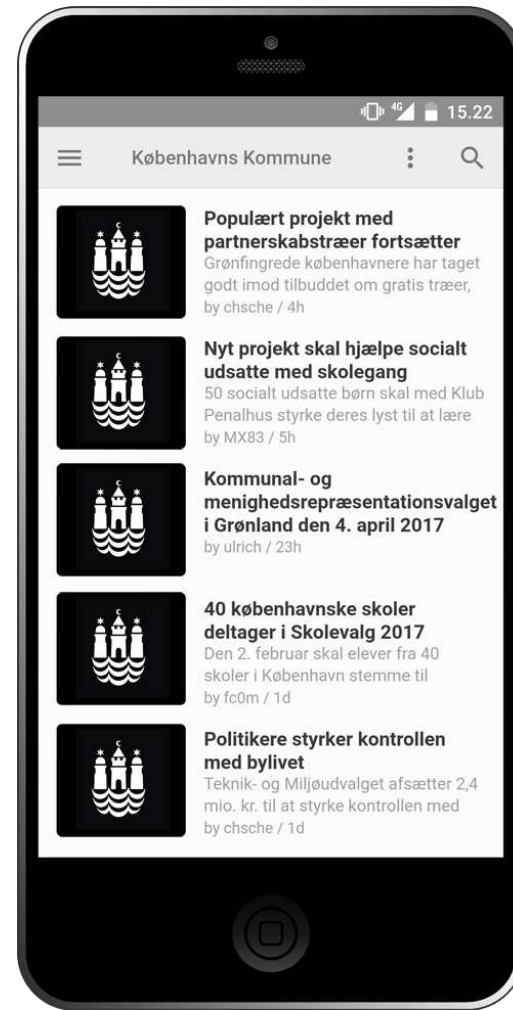 4G 15.22
Københavns Kommune
Populært projekt med
partnerskabstræer fortsætter
Grønfingrede københavnere har taget
godt imod tilbuddet om gratis træer,
by chsche / 4h
Nyt projekt skal hjælpe socialt
udsatte med skolegang
50 socialt udsatte børn skal med Klub
Penalhus styrke deres lyst til at lære
by MX83 / 5h
Kommunal- og
menighedsrepræsentationsvalget
i Grønland den 4. april 2017
by ulrich / 23h
40 københavnske skoler
deltager i Skolevalg 2017
Den 2. februar skal elever fra 40
skoler i København stemme til
by fc0m / 1d
Politikere styrker kontrollen
med bylivet
Teknik- og Miljøudvalget afsætter 2,4
mio. kr. til at styrke kontrollen med
by chsche / 1d